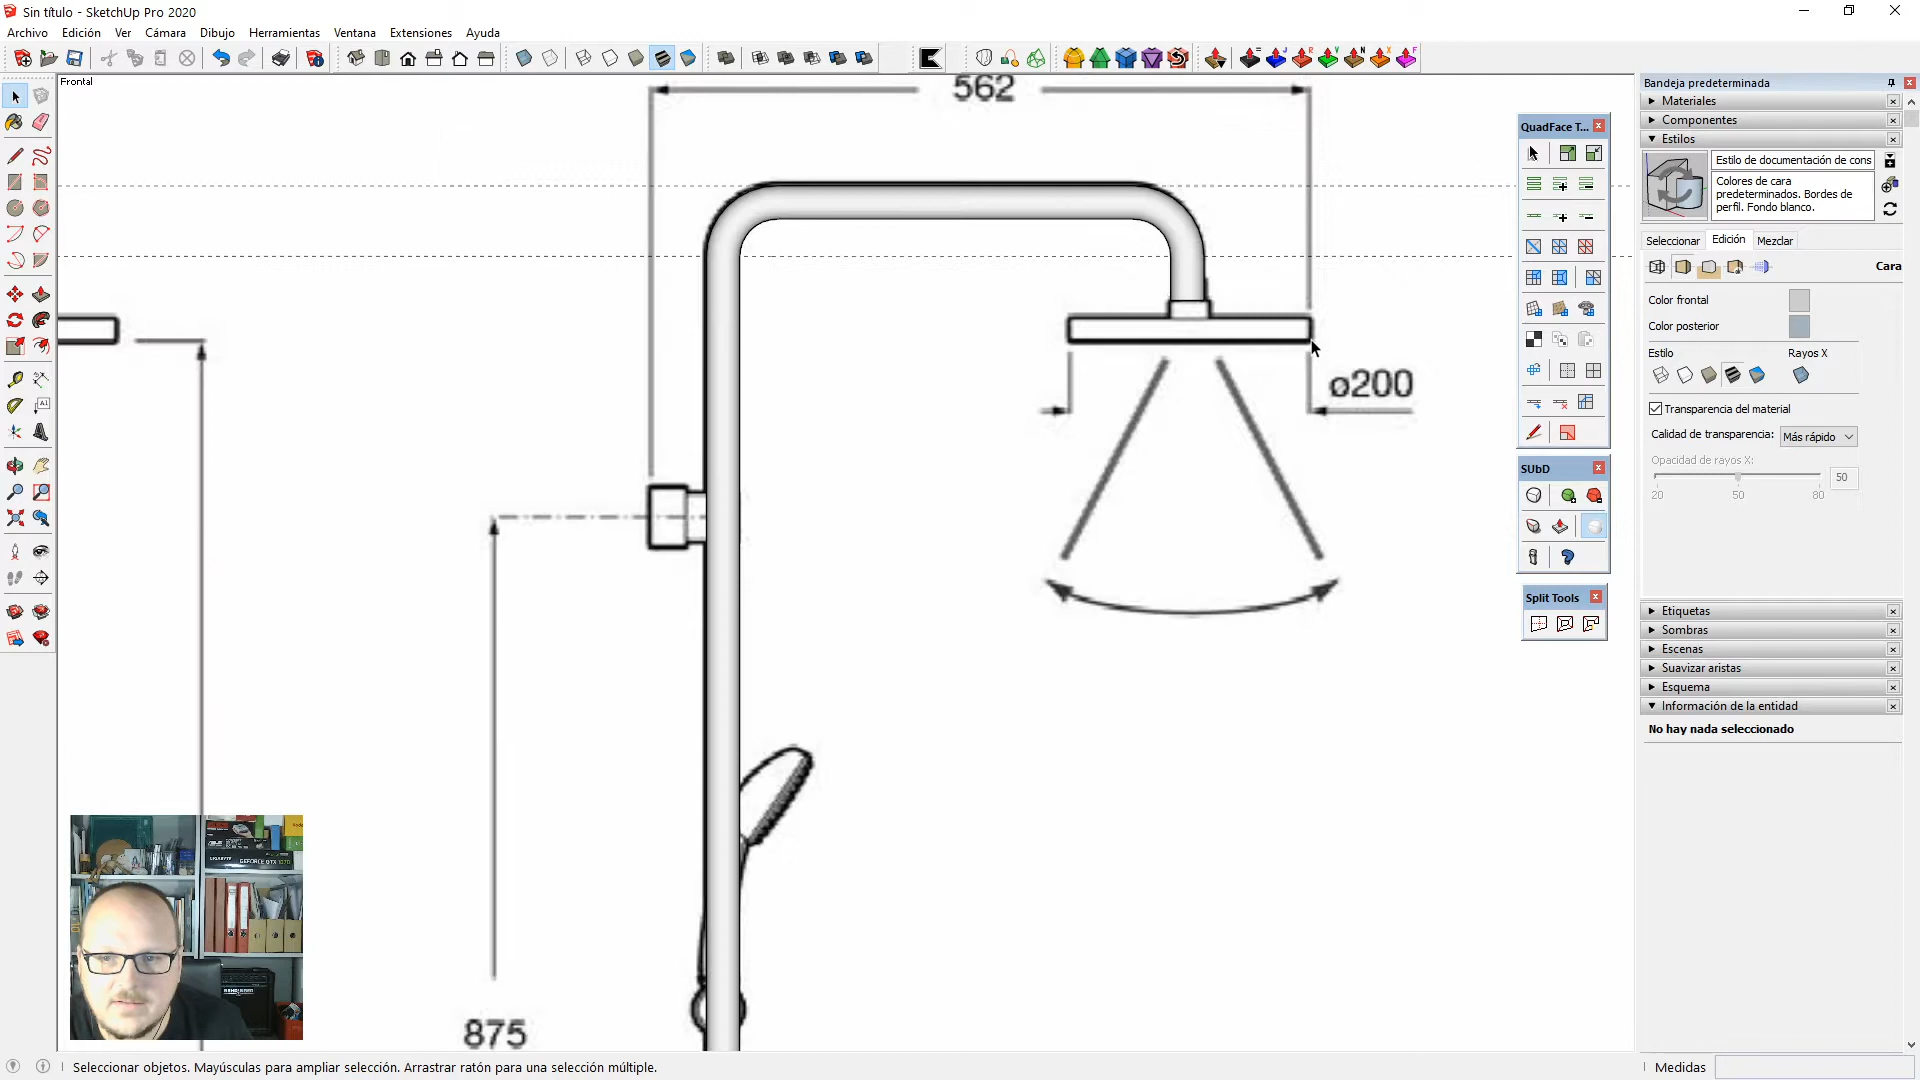 Sin título - SketchUp Pro 2020
Archivo Edición Ver Cámara Dibujo Herramientas Ventana Extensiones Ayuda
Frontal
562
ø200
875
QuadFace T...
SUbD
Split Tools
Bandeja predeterminada
Materiales
Componentes
Estilos
Estilo de documentación de cons
Colores de cara
predeterminados. Bordes de
perfil. Fondo blanco.
Seleccionar Edición Mezclar
Cara
Color frontal
Color posterior
Estilo Rayos X
Transparencia del material
Calidad de transparencia: Más rápido
Opacidad de rayos X:
50
20 50 80
Etiquetas
Sombras
Escenas
Suavizar aristas
Esquema
Información de la entidad
No hay nada seleccionado
Seleccionar objetos. Mayúsculas para ampliar selección. Arrastrar ratón para una selección múltiple.
Medidas